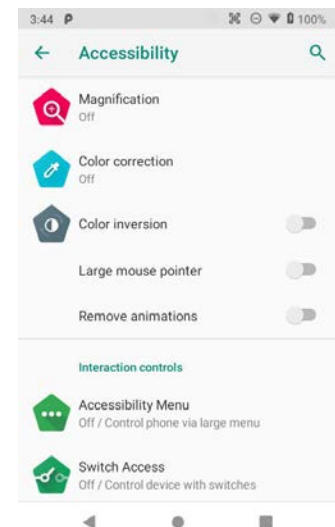 3:44 P 100%
Accessibility
Magnification
Off
Color correction
Off
Color inversion
Large mouse pointer
Remove animations
Interaction controls
Accessibility Menu
Off / Control phone via large menu
Switch Access
Off / Control device with switches